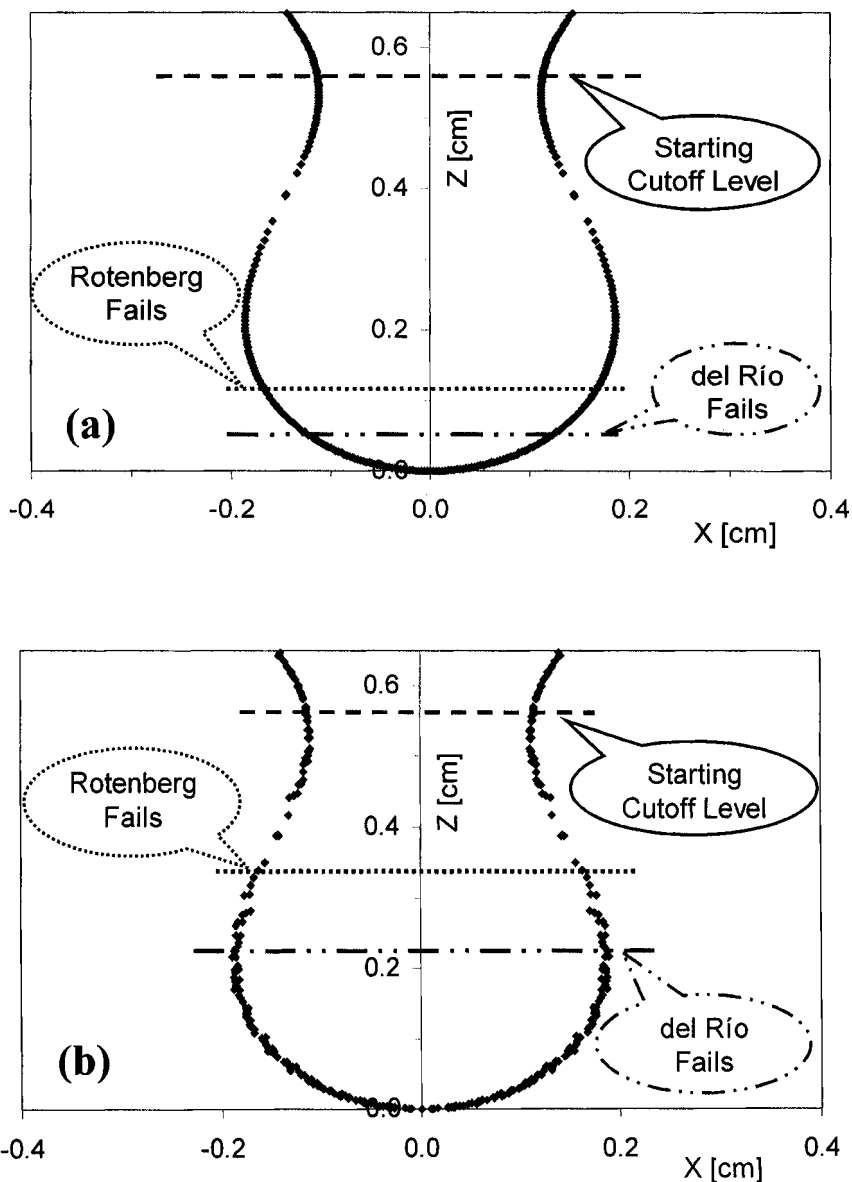 0.6
Z [cm]
Starting
Cutoff Level
0.4
Rotenberg
Fails
0.2
del Río
Fails
(a)
0.0
-0.4 -0.2 0.0 0.2 0.4
X [cm]
0.6
Z [cm]
Rotenberg
Fails
Starting
Cutoff Level
0.4
0.2
del Río
Fails
(b)
0.0
-0.4 -0.2 0.0 0.2 0.4
X [cm]